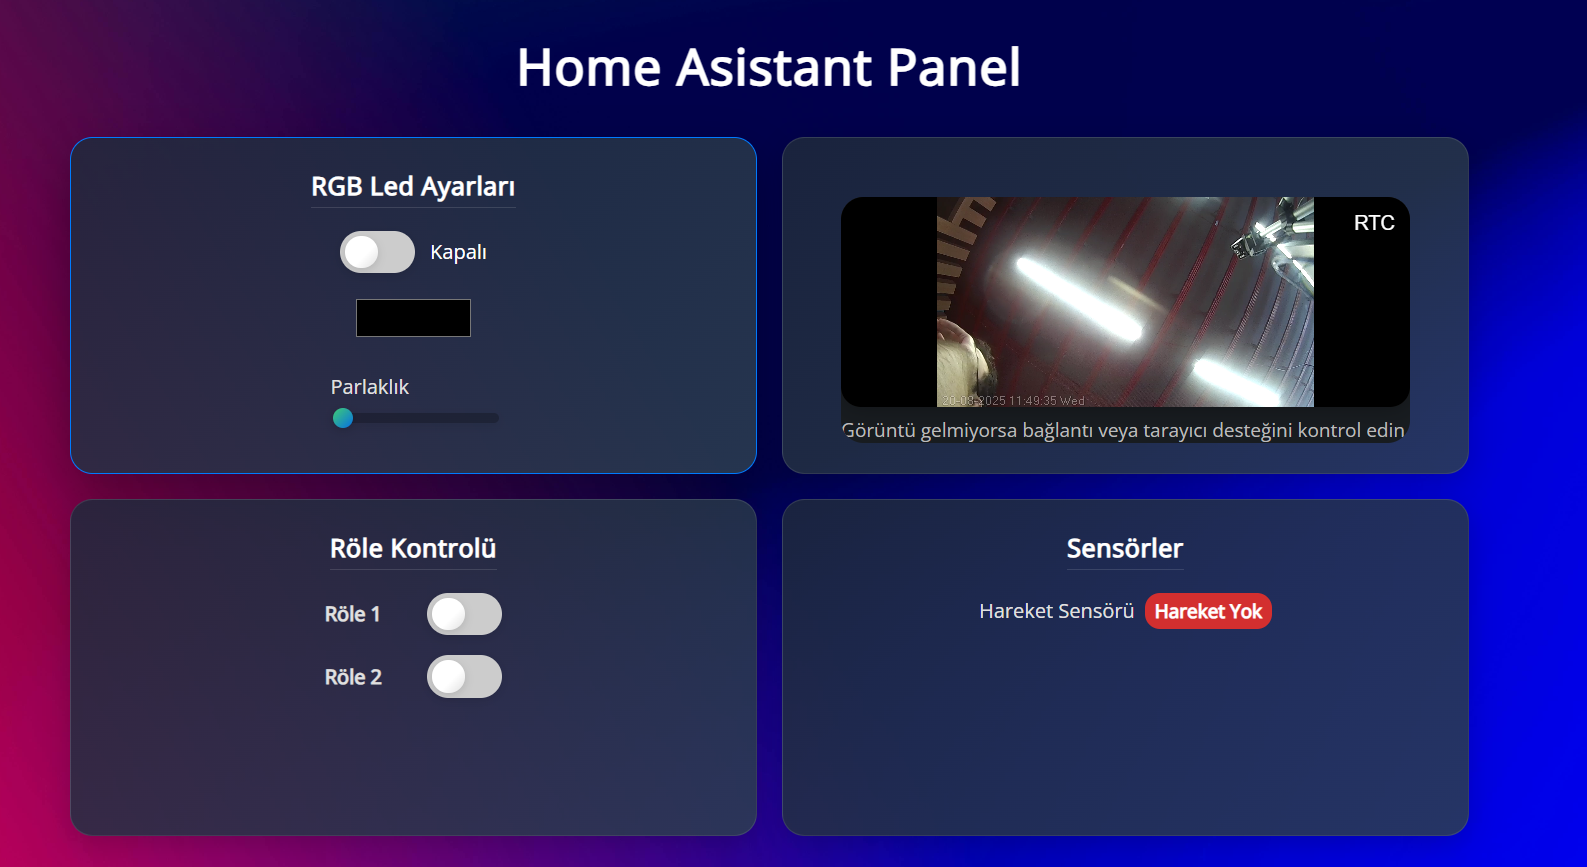 Home Asistant Panel
RGB Led Ayarları
Kapalı
Parlaklık
RTC
20-08-2025 11:49:35 Wed
Görüntü gelmiyorsa bağlantı veya tarayıcı desteğini kontrol edin
Röle Kontrolü
Röle 1
Röle 2
Sensörler
Hareket Sensörü Hareket Yok